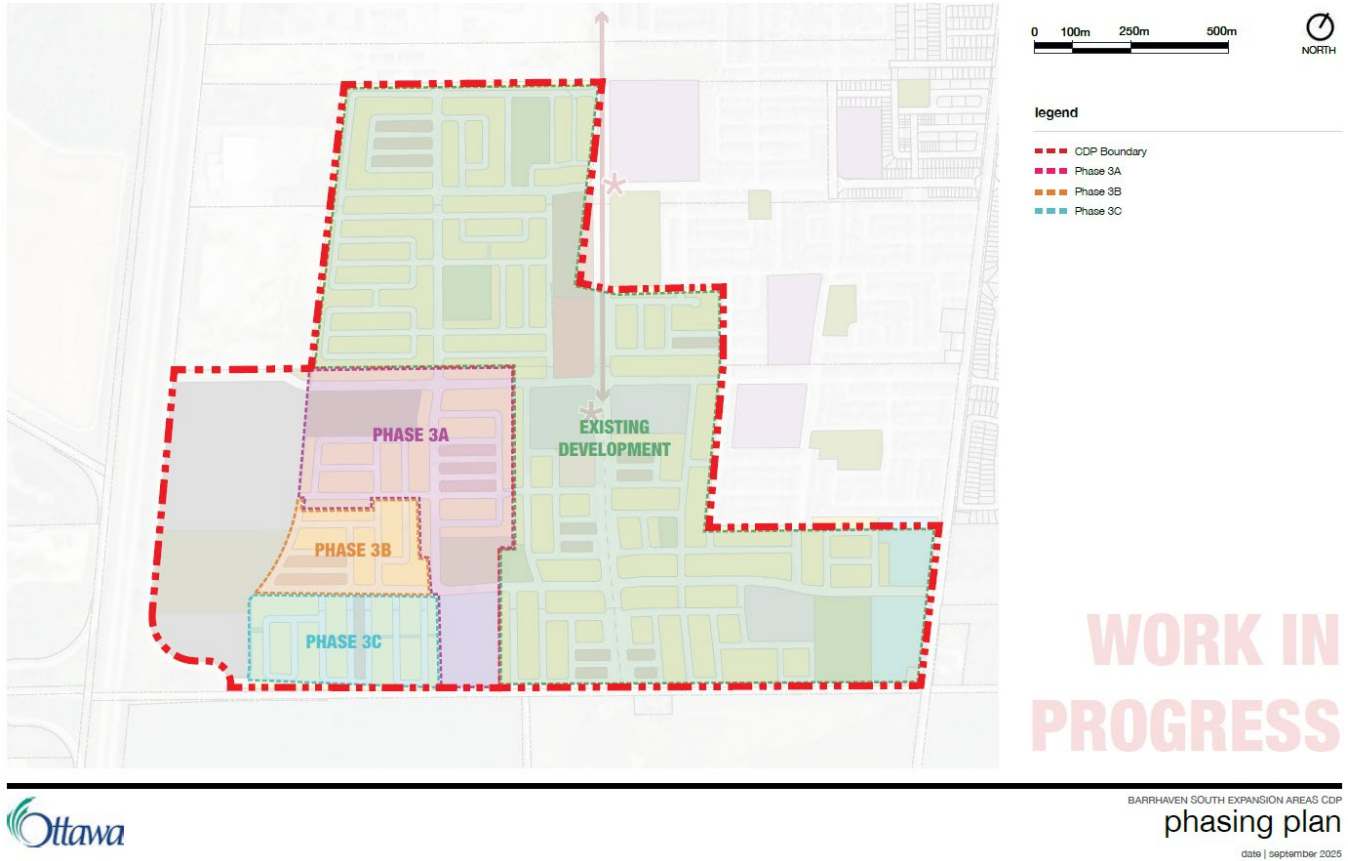 0 100m 250m 500m
NORTH
legend
CDP Boundary
Phase 3A
Phase 3B
Phase 3C
PHASE 3A
EXISTING
DEVELOPMENT
PHASE 3B
PHASE 3C
WORK IN
PROGRESS
Ottawa
BARRHAVEN SOUTH EXPANSION AREAS CDP
phasing plan
date | september 2025